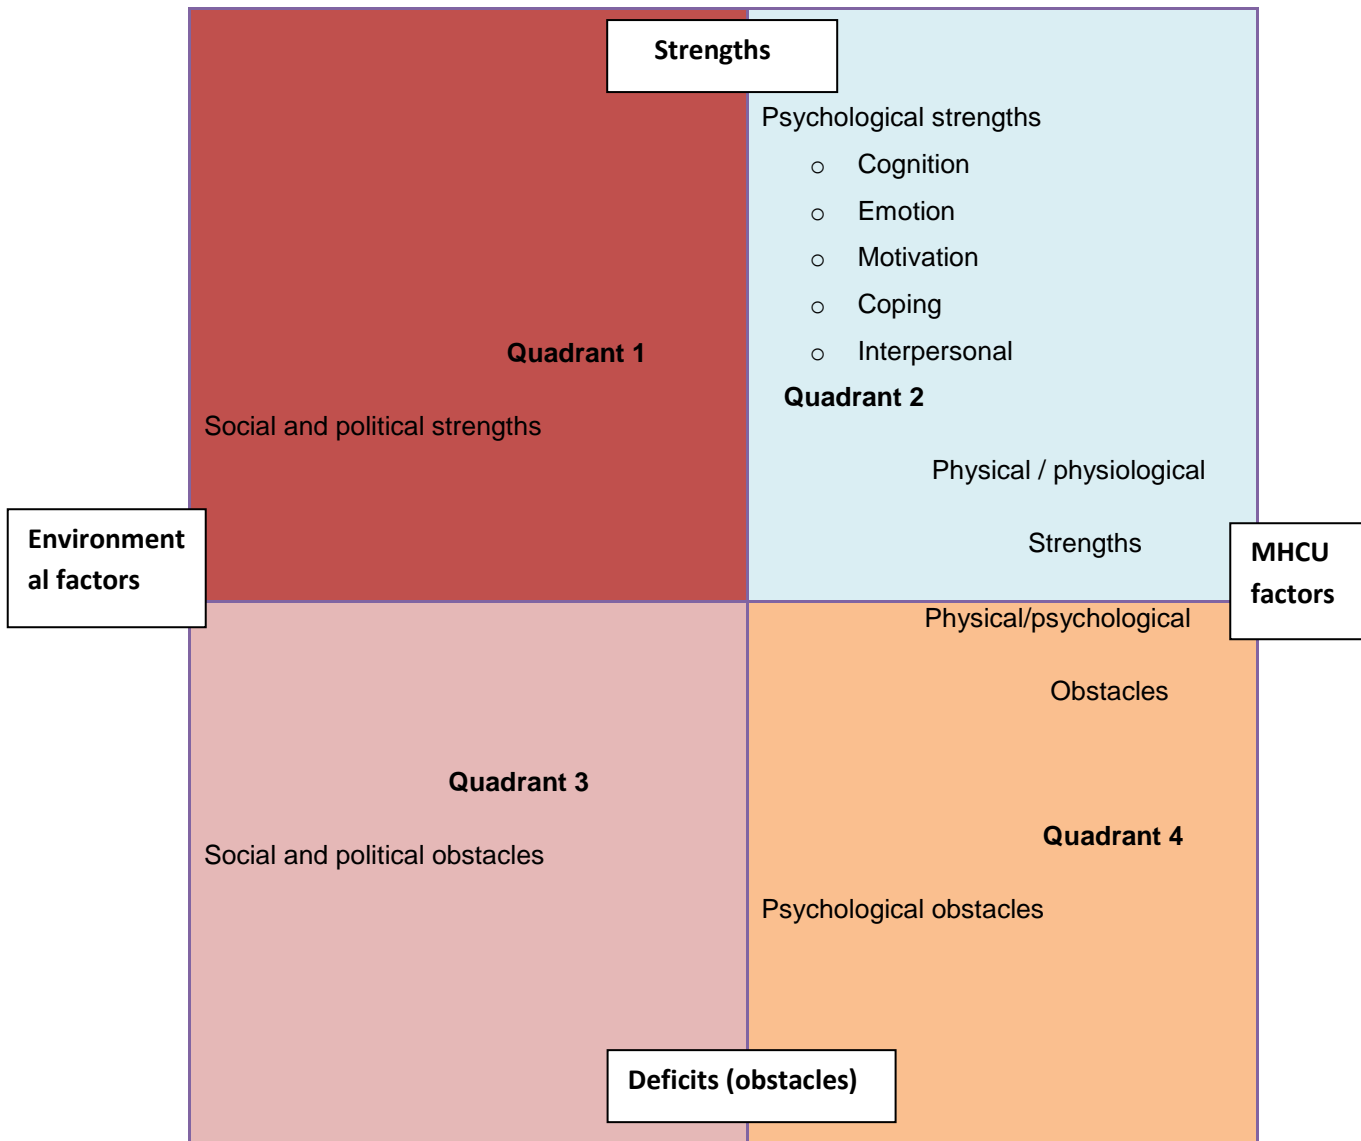 Strengths
Psychological strengths
o Cognition
o Emotion
o Motivation
o Coping
o Interpersonal
Quadrant 1
Quadrant 2
Social and political strengths
Physical / physiological
Strengths
Environment
al factors
MHCU
factors
Physical/psychological
Obstacles
Quadrant 3
Quadrant 4
Social and political obstacles
Psychological obstacles
Deficits (obstacles)